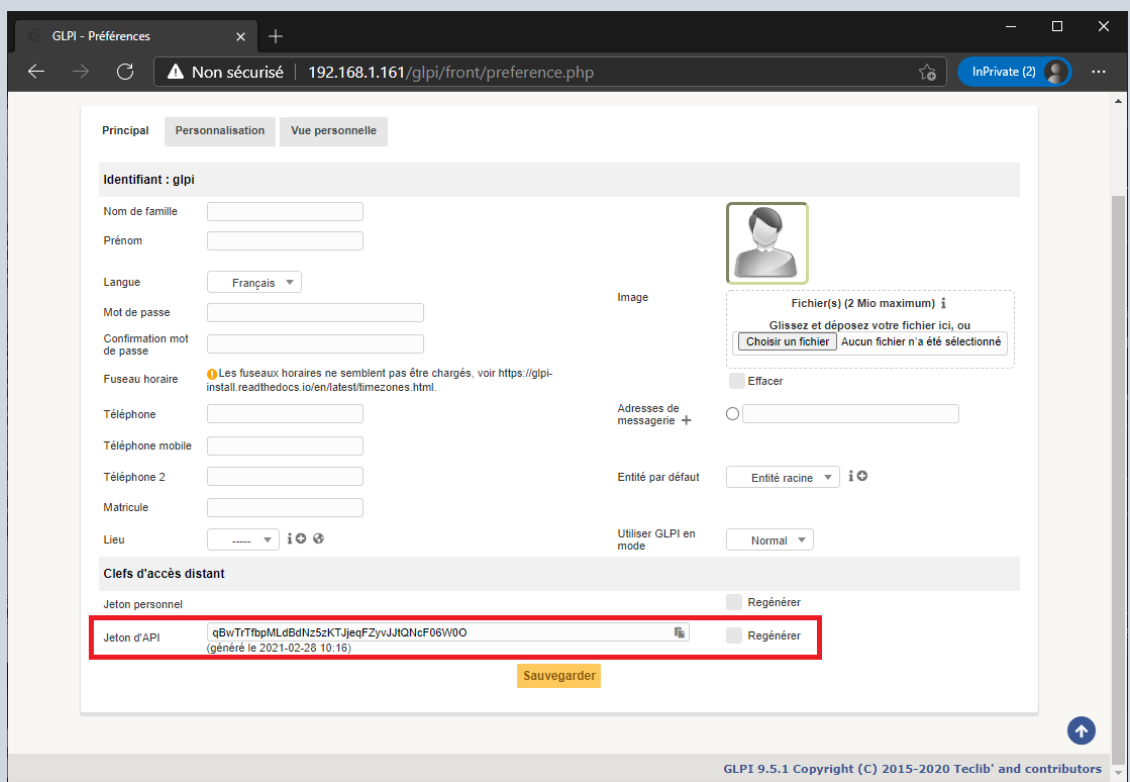 GLPI - Préférences
Non sécurisé
192.168.1.161/glpi/front/preference.php
InPrivate (2)
Principal Personnalisation Vue personnelle
Identifiant : glpi
Nom de famille
Prénom
Langue Français
Mot de passe
Confirmation mot
de passe
Fuseau horaire Les fuseaux horaires ne semblent pas être chargés, voir https://glpi-
install.readthedocs.io/en/latest/timezones.html.
Téléphone
Téléphone mobile
Téléphone 2
Matricule
Lieu -----
Image
Fichier(s) (2 Mio maximum)
Glissez et déposez votre fichier ici, ou
Choisir un fichier Aucun fichier n'a été sélectionné
Effacer
Adresses de
messagerie +
Entité par défaut Entité racine
Utiliser GLPI en
mode Normal
Clefs d'accès distant
Jeton personnel Regénérer
Jeton d'API qBwTrTfbpMLdBdNz5zKTJjeqFZyvJJtQNcF06W0O Regénérer
(généré le 2021-02-28 10:16)
Sauvegarder
GLPI 9.5.1 Copyright (C) 2015-2020 Teclib' and contributors